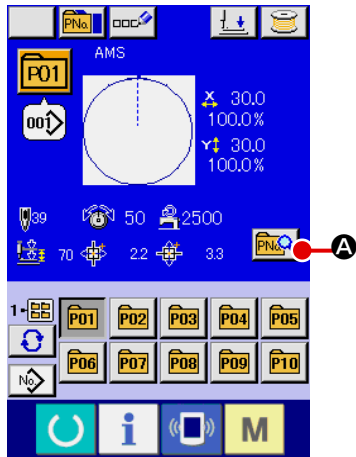 PNo.
AMS
P01
001
X 30.0
100.0%
Y 30.0
100.0%
39 50 2500
70 2.2 3.3
PNo.
A
1-
P01 P02 P03 P04 P05
No.
P06 P07 P08 P09 P10
i M